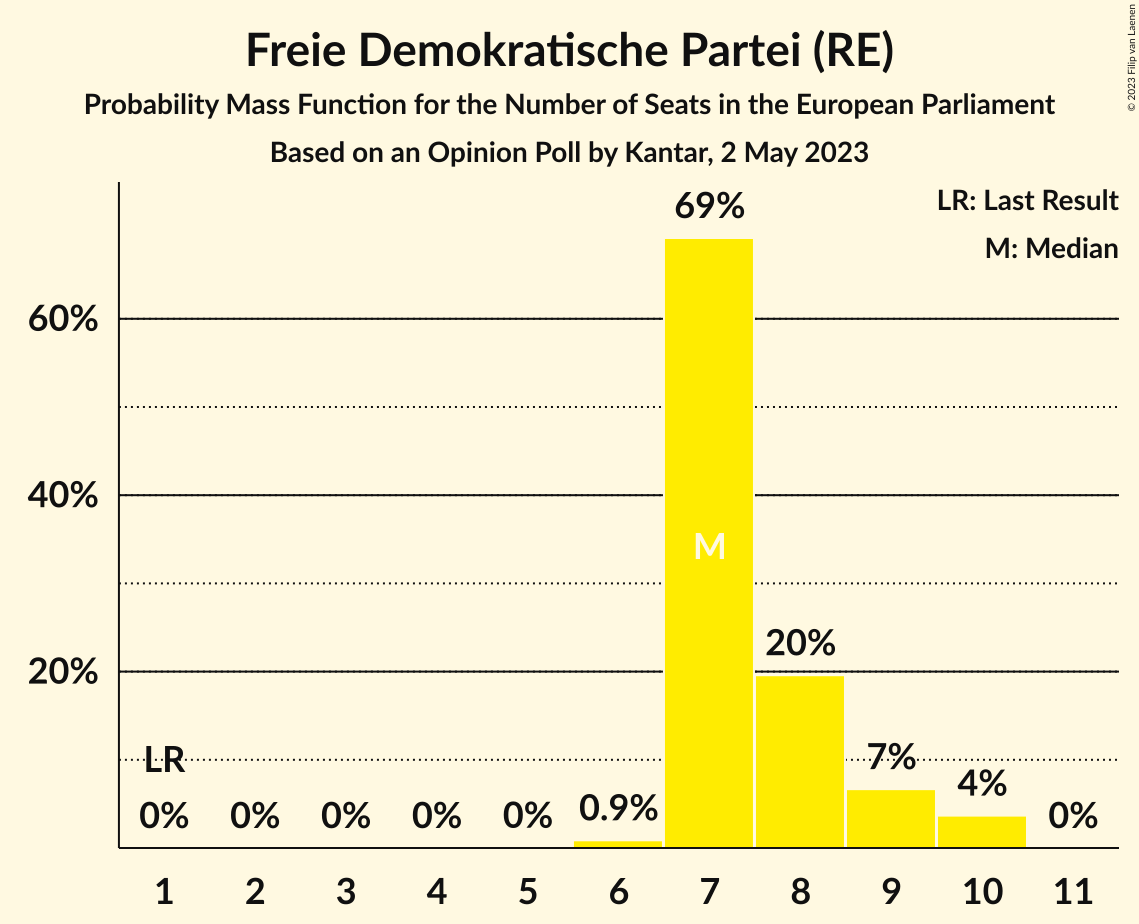 Freie Demokratische Partei (RE)
Probability Mass Function for the Number of Seats in the European Parliament
Based on an Opinion Poll by Kantar, 2 May 2023
© 2023 Filip van Laenen
LR: Last Result
M: Median
69%
60%
40%
M
20%
20%
LR
7%
4%
0% 0% 0% 0% 0% 0.9% 0%
1 2 3 4 5 6 7 8 9 10 11